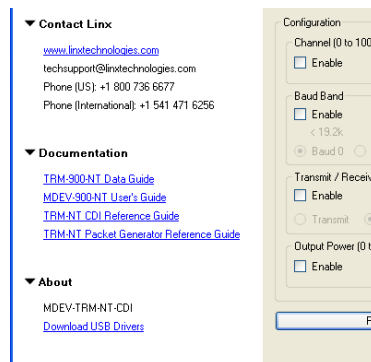 Contact Linx
www.linxtechnologies.com
techsupport@linxtechnologies.com
Phone (US): +1 800 736 6677
Phone (International): +1 541 471 6256
Documentation
TRM-900-NT Data Guide
MDEV-900-NT User's Guide
TRM-NT CDI Reference Guide
TRM-NT Packet Generator Reference Guide
About
MDEV-TRM-NT-CDI
Download USB Drivers
Configuration
Channel (0 to 100
Enable
Baud Band
Enable
< 19.2k
Baud 0
Transmit / Receiv
Enable
Transmit
Output Power (0 t
Enable